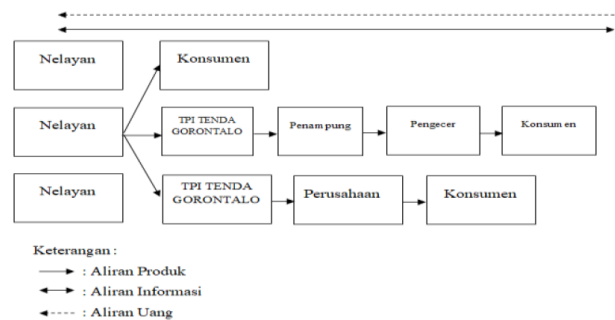 Nelayan
Konsumen
Nelayan
TPI TENDA
GORONTALO
Penampung
Pengecer
Konsumen
Nelayan
TPI TENDA
GORONTALO
Perusahaan
Konsumen
Keterangan :
: Aliran Produk
: Aliran Informasi
: Aliran Uang